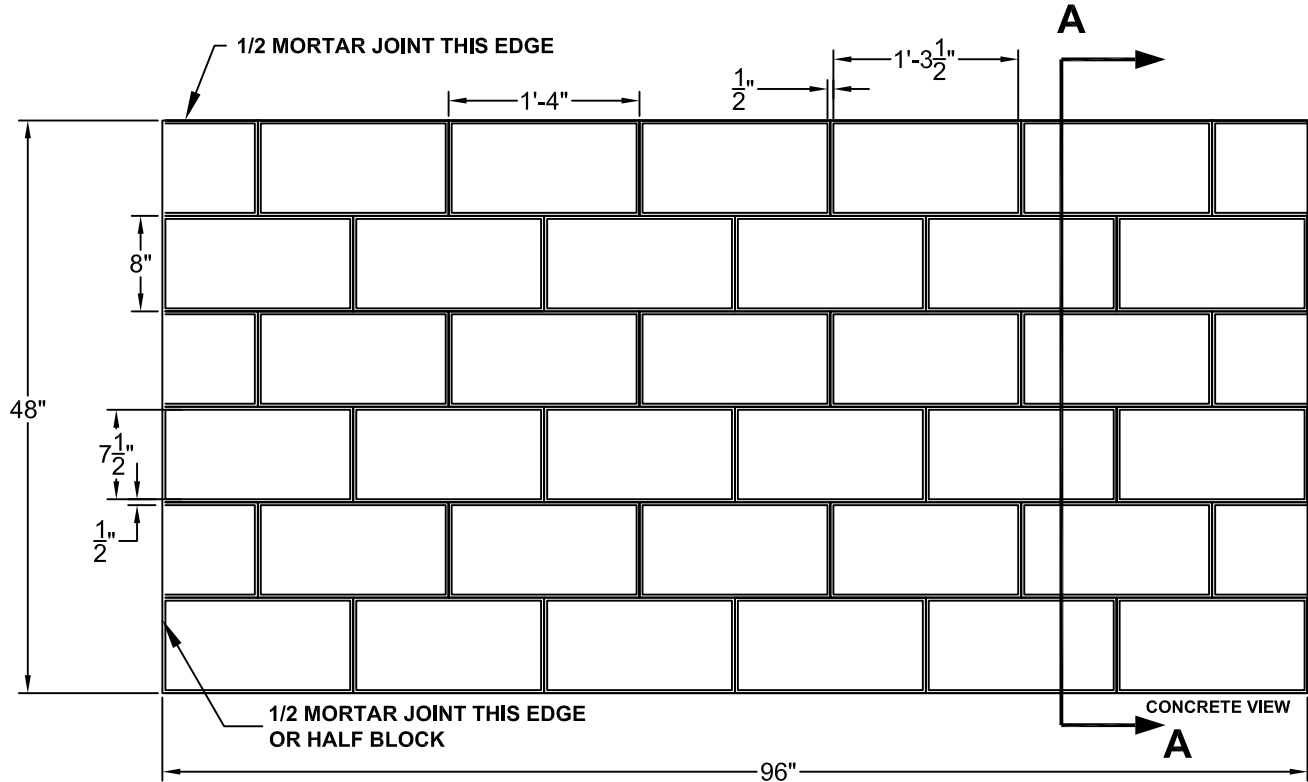 A
1/2 MORTAR JOINT THIS EDGE
1'-3 1/2"
1/2"
1'-4"
8"
48"
7 1/2"
1/2"
1/2 MORTAR JOINT THIS EDGE
OR HALF BLOCK
CONCRETE VIEW
A
96"